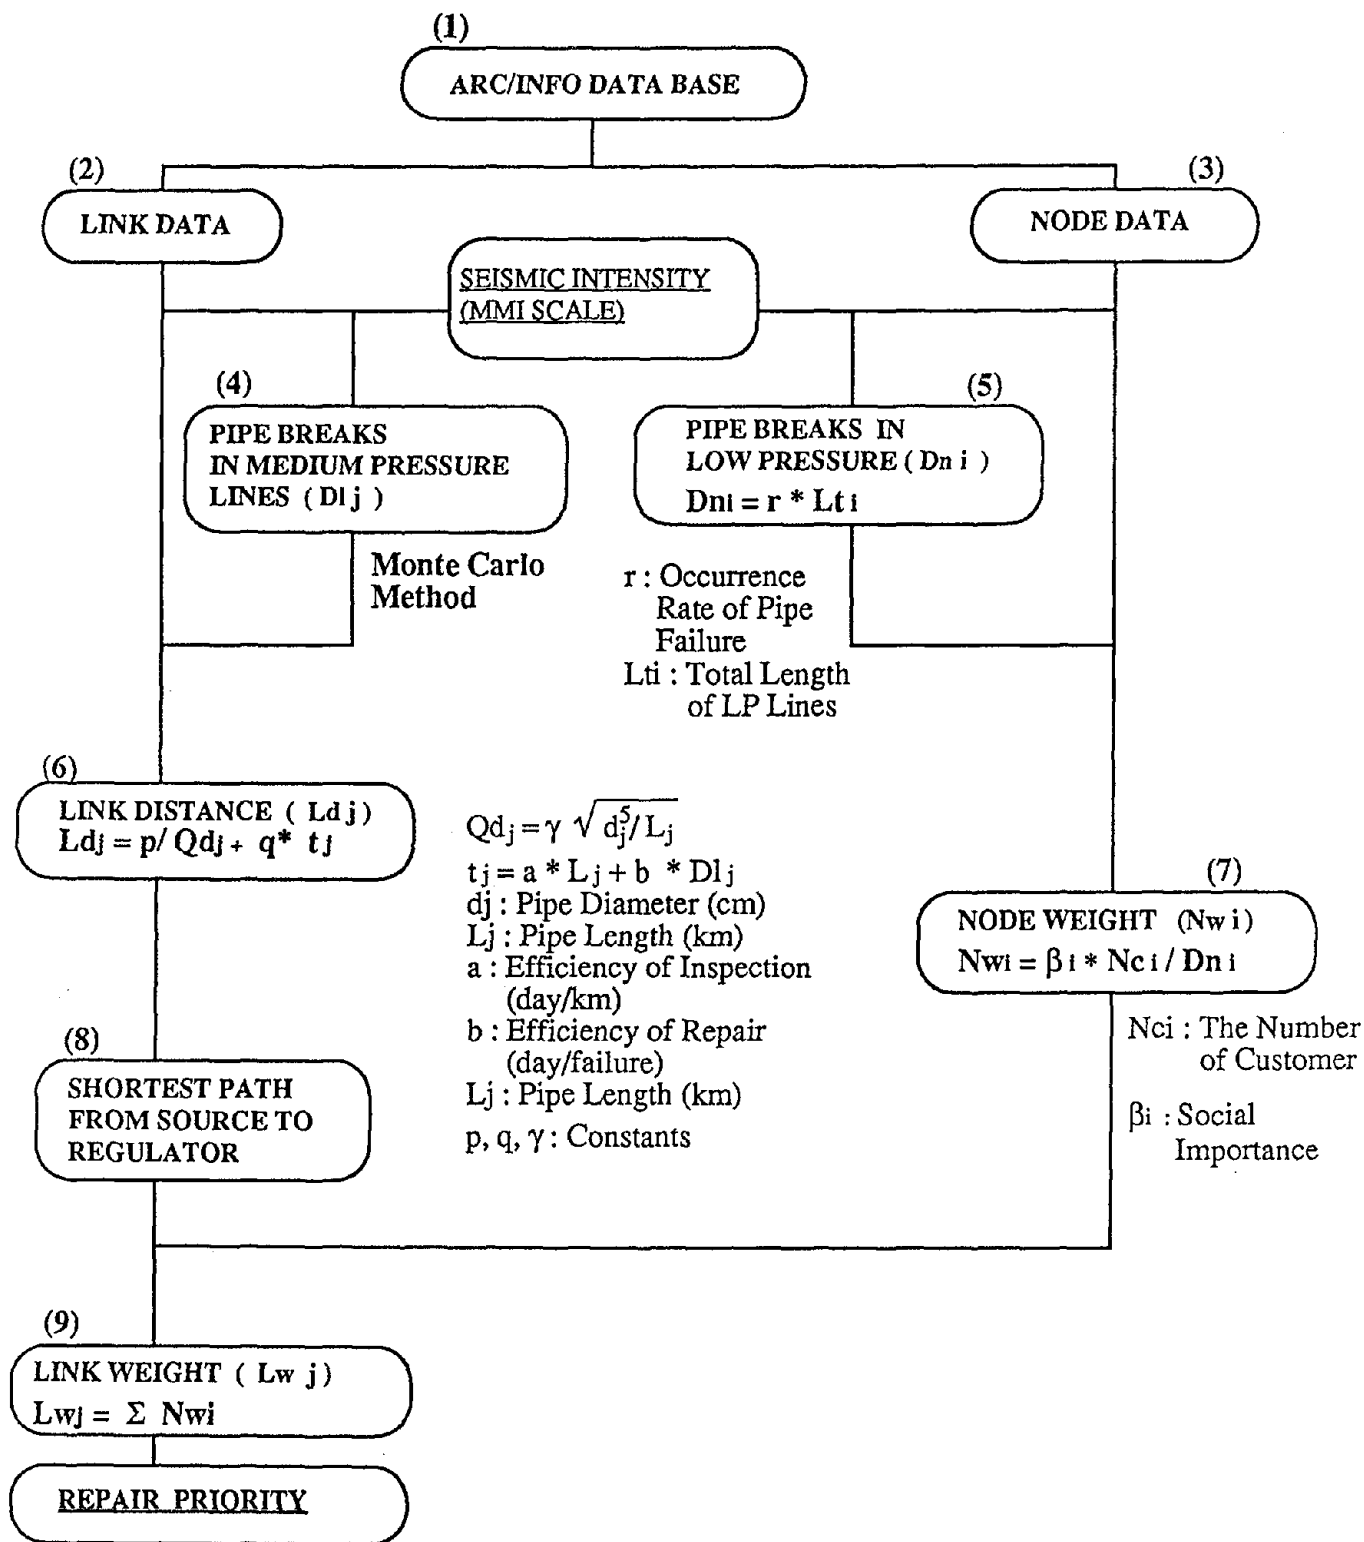 (1)
ARC/INFO DATA BASE
(2)
LINK DATA
(3)
NODE DATA
SEISMIC INTENSITY
(MMI SCALE)
(4)
PIPE BREAKS
IN MEDIUM PRESSURE
LINES ( Dl j )
Monte Carlo
Method
(5)
PIPE BREAKS IN
LOW PRESSURE ( Dn i )
Dni = r * Lt i
r : Occurrence
Rate of Pipe
Failure
Lti : Total Length
of LP Lines
(6)
LINK DISTANCE ( Ld j )
Ldj = p/ Qdj + q* tj
Qdj = γ √ d_j^5/ Lj
tj = a * Lj + b * Dlj
dj : Pipe Diameter (cm)
Lj : Pipe Length (km)
a : Efficiency of Inspection
(day/km)
b : Efficiency of Repair
(day/failure)
Lj : Pipe Length (km)
p, q, γ : Constants
(7)
NODE WEIGHT (Nw i )
Nwi = βi * Nc i / Dn i
Nci : The Number
of Customer
βi : Social
Importance
(8)
SHORTEST PATH
FROM SOURCE TO
REGULATOR
(9)
LINK WEIGHT ( Lw j )
Lwj = Σ Nwi
REPAIR PRIORITY